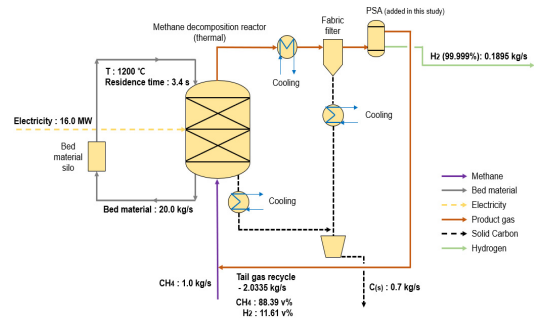 PSA (added in this study)
Fabric
filter
Methane decomposition reactor
(thermal)
H2 (99.999%): 0.1895 kg/s
T : 1200 ℃
Residence time : 3.4 s
Cooling
Electricity : 16.0 MW
Cooling
Bed
material
silo
Methane
Bed material
Electricity
Product gas
Solid Carbon
Hydrogen
Bed material : 20.0 kg/s
Cooling
CH4 : 1.0 kg/s
Tail gas recycle
- 2.0335 kg/s
CH4 : 88.39 v%
H2 : 11.61 v%
C(s) : 0.7 kg/s